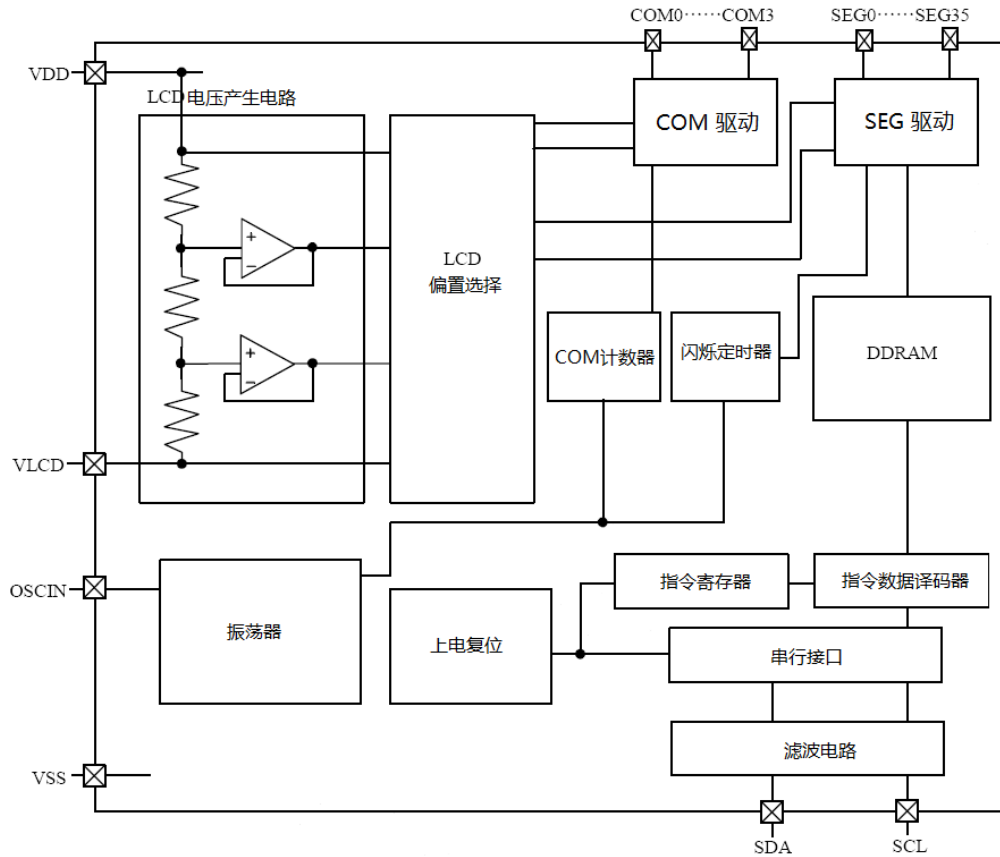 COM0……COM3
SEG0……SEG35
VDD
LCD电压产生电路
COM 驱动
SEG 驱动
LCD
偏置选择
COM计数器
闪烁定时器
DDRAM
VLCD
OSCIN
振荡器
上电复位
指令寄存器
指令数据译码器
串行接口
滤波电路
VSS
SDA
SCL